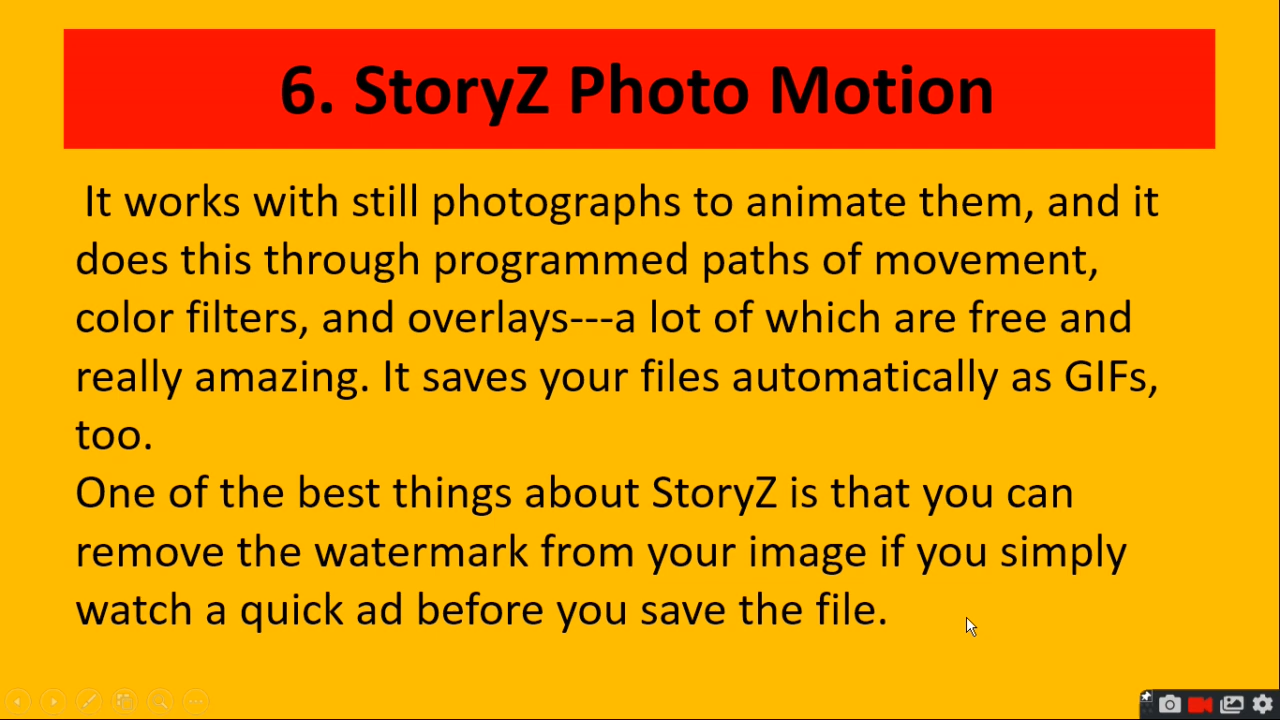 6. StoryZ Photo Motion
It works with still photographs to animate them, and it
does this through programmed paths of movement,
color filters, and overlays---a lot of which are free and
really amazing. It saves your files automatically as GIFs,
too.
One of the best things about StoryZ is that you can
remove the watermark from your image if you simply
watch a quick ad before you save the file.